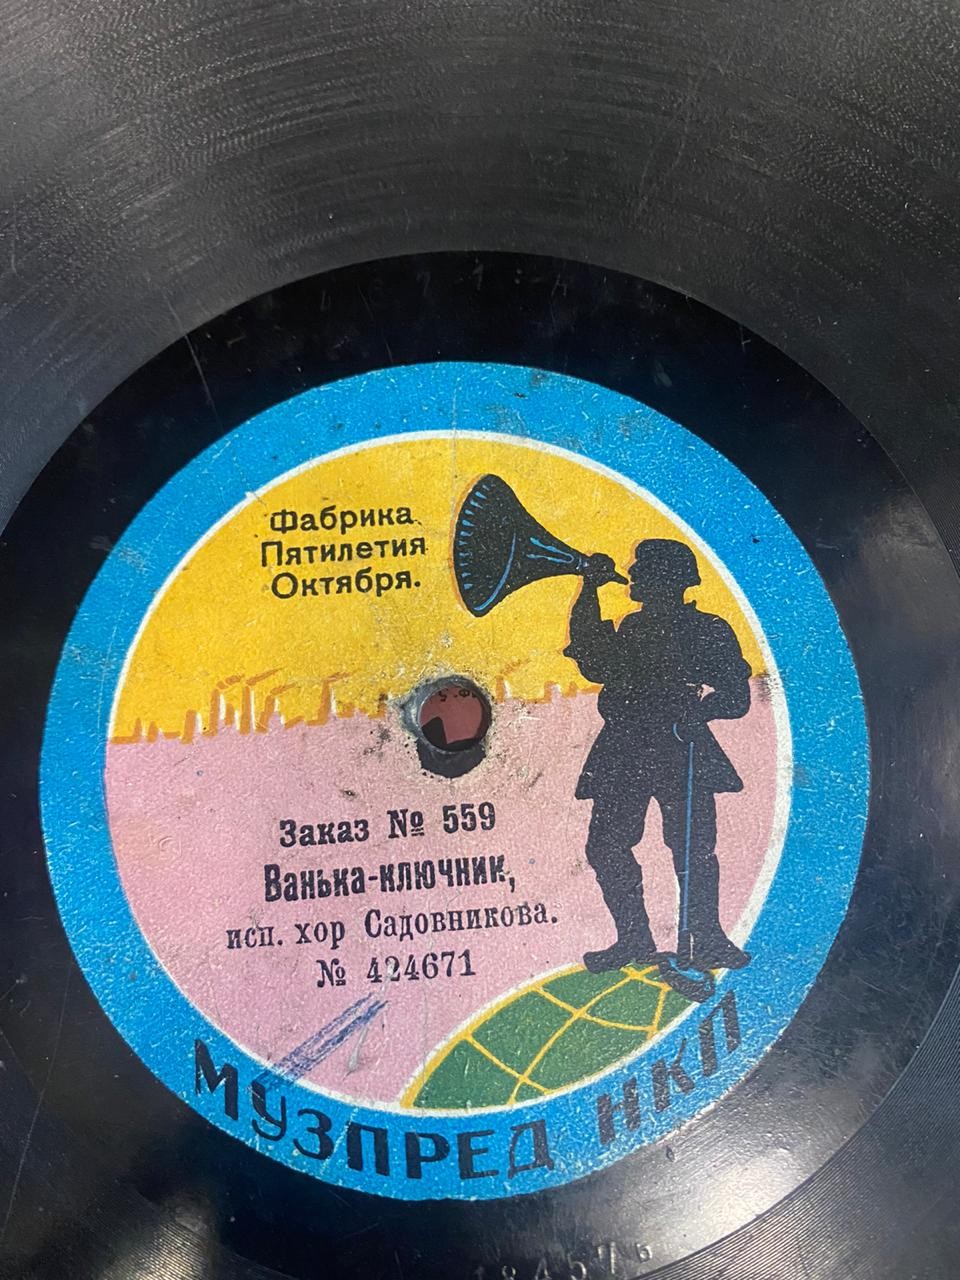 Фабрика
Пятилетия
Октября.
Заказ № 559
Ванька-ключник,
исп. хор Садовникова.
№ 424671
МУЗПРЕД НКП